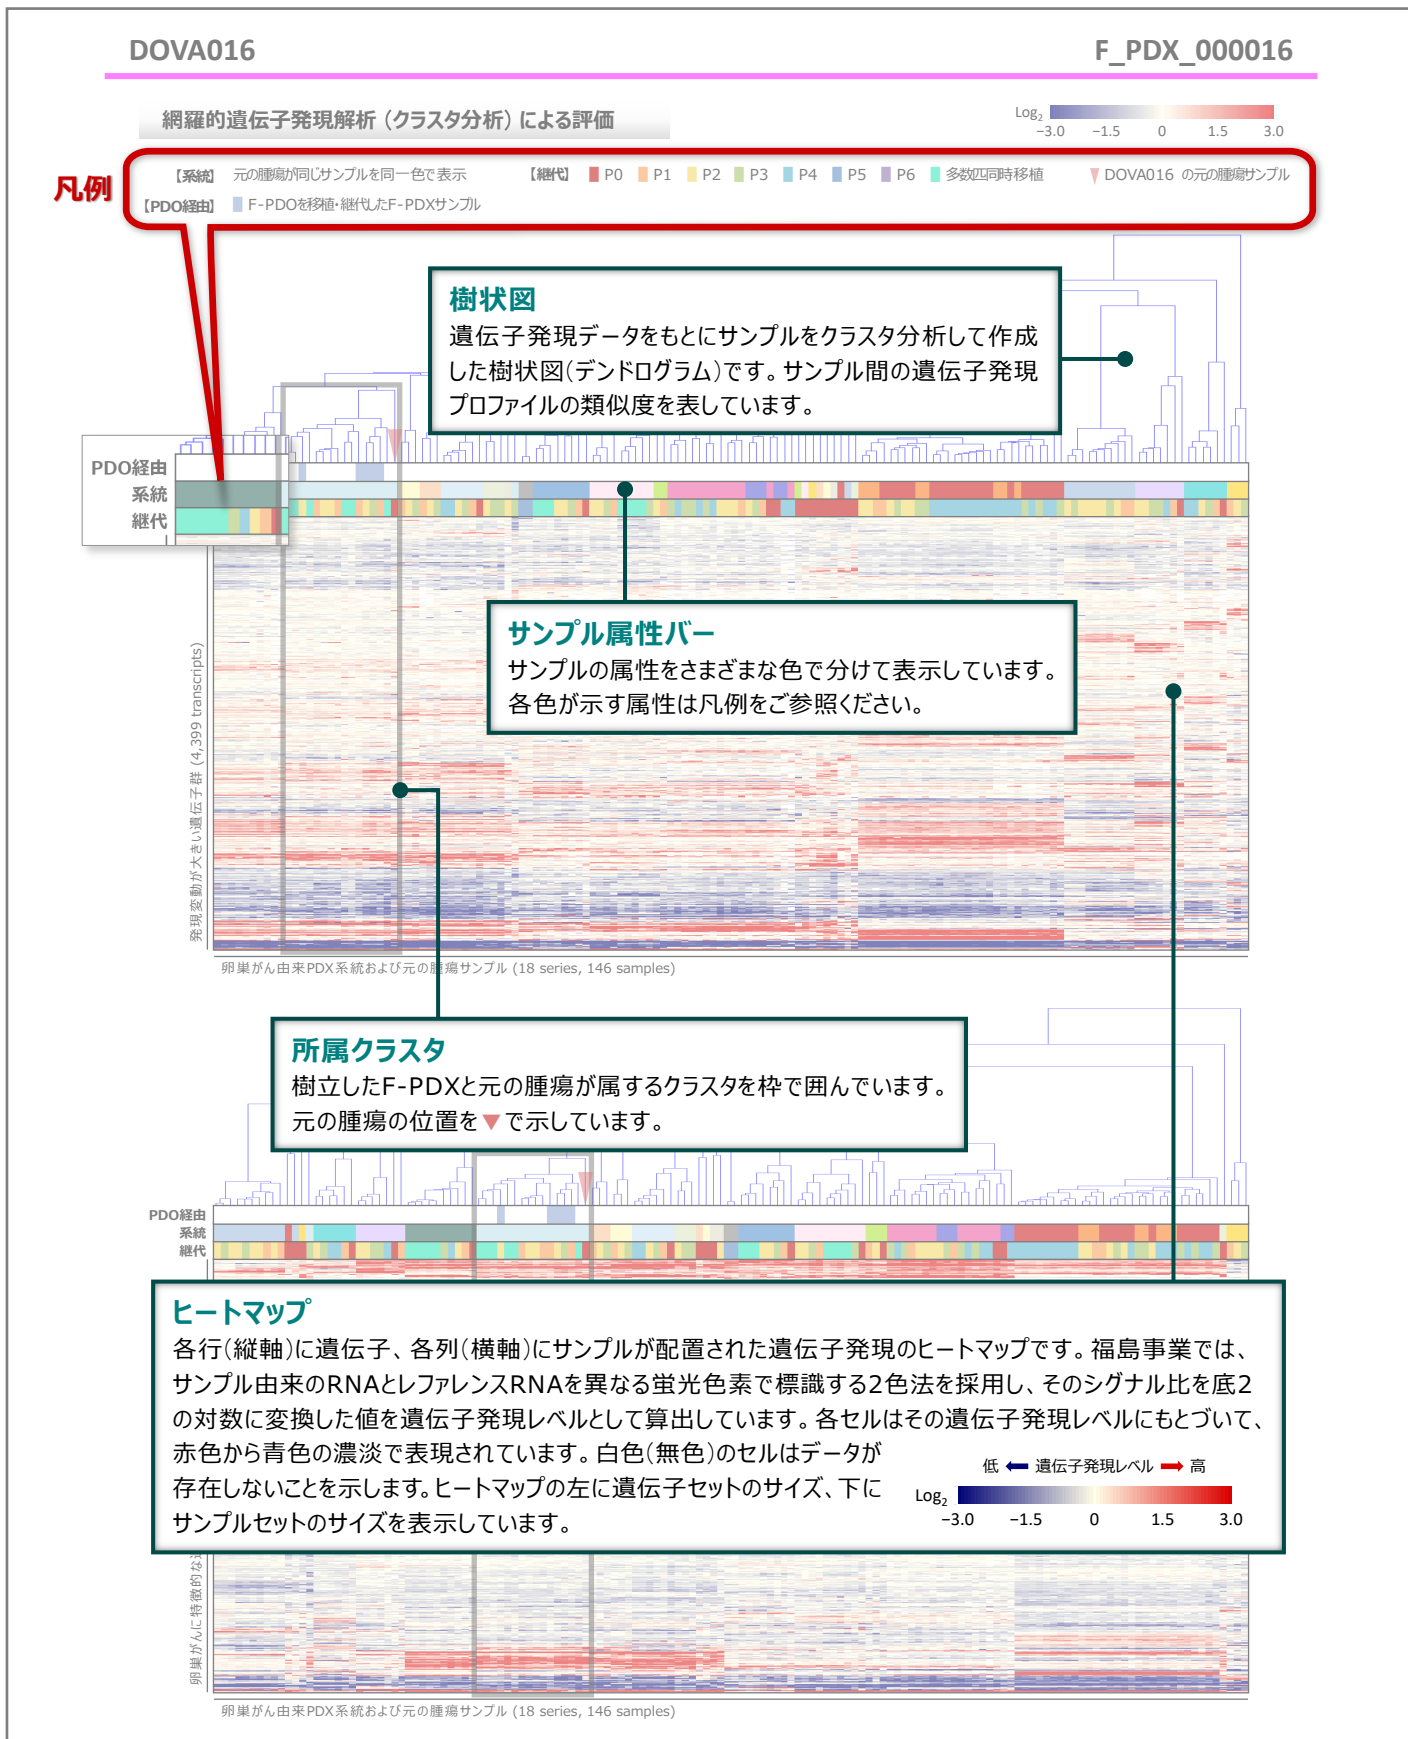 DOVA016
F_PDX_000016
網羅的遺伝子発現解析（クラスタ分析）による評価
Log2
−3.0 −1.5 0 1.5 3.0
凡例
【系統】 元の腫瘍が同じサンプルを同一色で表示 【継代】 P0 P1 P2 P3 P4 P5 P6 多数匹同時移植 DOVA016 の元の腫瘍サンプル
【PDO経由】 F-PDOを移植・継代したF-PDXサンプル
樹状図
遺伝子発現データをもとにサンプルをクラスタ分析して作成
した樹状図（デンドログラム）です。サンプル間の遺伝子発現
プロファイルの類似度を表しています。
PDO経由
系統
継代
サンプル属性バー
サンプルの属性をさまざまな色で分けて表示しています。
各色が示す属性は凡例をご参照ください。
発現変動が大きい遺伝子群 (4,399 transcripts)
卵巣がん由来PDX系統および元の腫瘍サンプル (18 series, 146 samples)
所属クラスタ
樹立したF-PDXと元の腫瘍が属するクラスタを枠で囲んでいます。
元の腫瘍の位置を▼で示しています。
PDO経由
系統
継代
ヒートマップ
各行（縦軸）に遺伝子、各列（横軸）にサンプルが配置された遺伝子発現のヒートマップです。福島事業では、
サンプル由来のRNAとレファレンスRNAを異なる蛍光色素で標識する2色法を採用し、そのシグナル比を底2
の対数に変換した値を遺伝子発現レベルとして算出しています。各セルはその遺伝子発現レベルにもとづいて、
赤色から青色の濃淡で表現されています。白色（無色）のセルはデータが
存在しないことを示します。ヒートマップの左に遺伝子セットのサイズ、下に
サンプルセットのサイズを表示しています。
低 ← 遺伝子発現レベル → 高
Log2
−3.0 −1.5 0 1.5 3.0
卵巣がんに特徴的な
卵巣がん由来PDX系統および元の腫瘍サンプル (18 series, 146 samples)